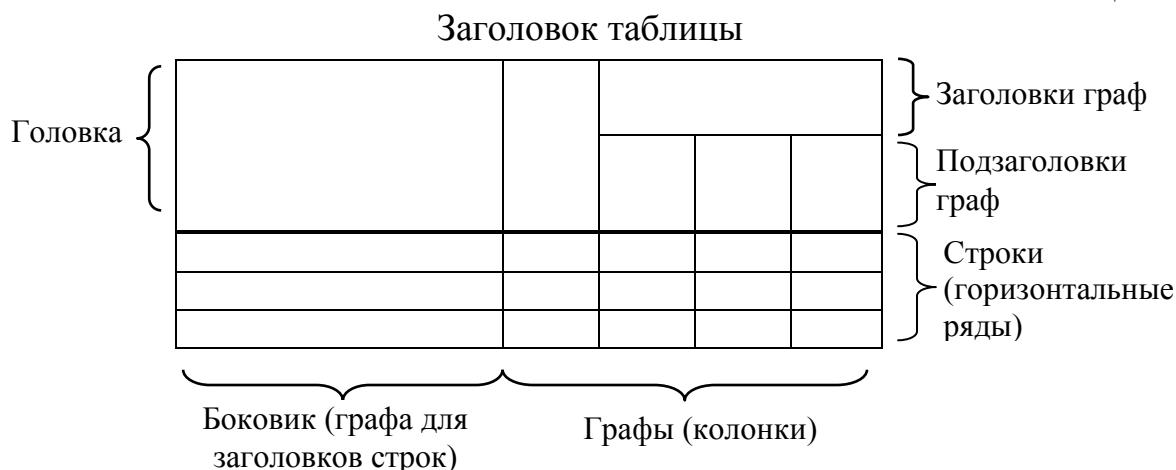 Заголовок таблицы
Головка
Заголовки граф
Подзаголовки
граф
Строки
(горизонтальные
ряды)
Боковик (графа для
заголовков строк)
Графы (колонки)